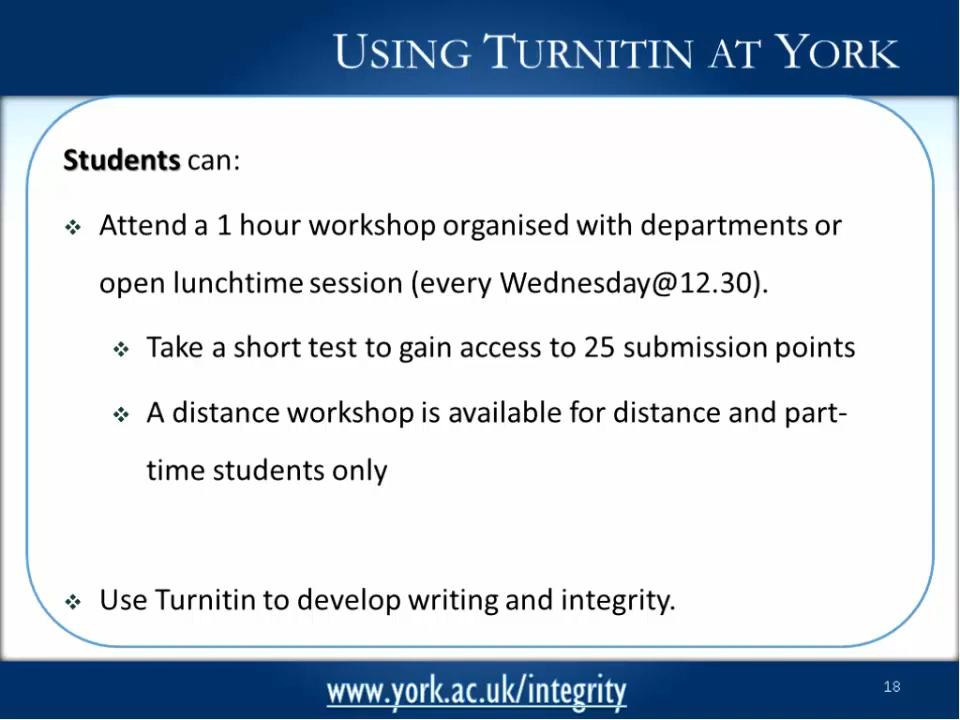 USING TURNITIN AT YORK
Students can:
Attend a 1 hour workshop organised with departments or
open lunchtime session (every Wednesday@12.30).
Take a short test to gain access to 25 submission points
A distance workshop is available for distance and part-
time students only
Use Turnitin to develop writing and integrity.
www.york.ac.uk/integrity
18